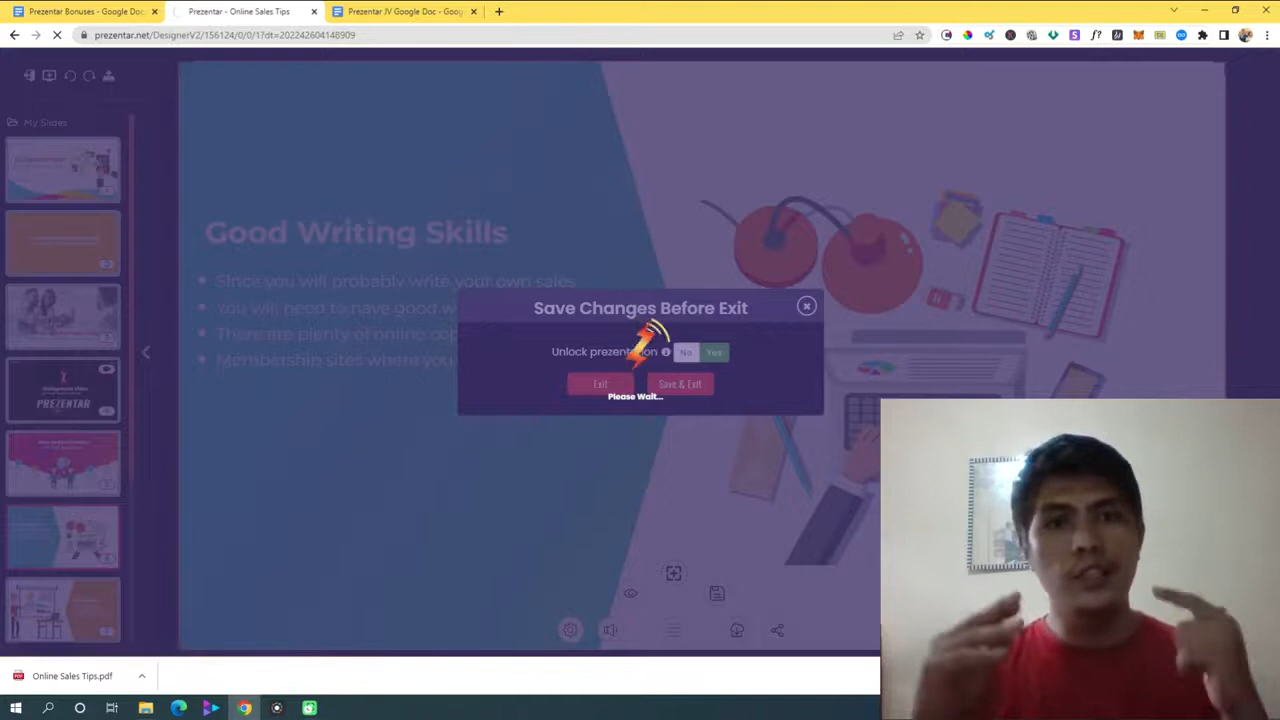 Prezentar Bonuses - Google Doc
Prezentar - Online Sales Tips
Prezentar JV Google Doc - Goog
prezentar.net/DesignerV2/156124/0/0/1?dt=202242604148909
My Slides
Good Writing Skills
Since you will probably write your own sales
You will need to have good w
There are plenty of online cop
Membership sites where you
Save Changes Before Exit
Unlock presentation
No
Yes
Exit
Save & Exit
Please Wait...
PREZENTAR
Online Sales Tips.pdf